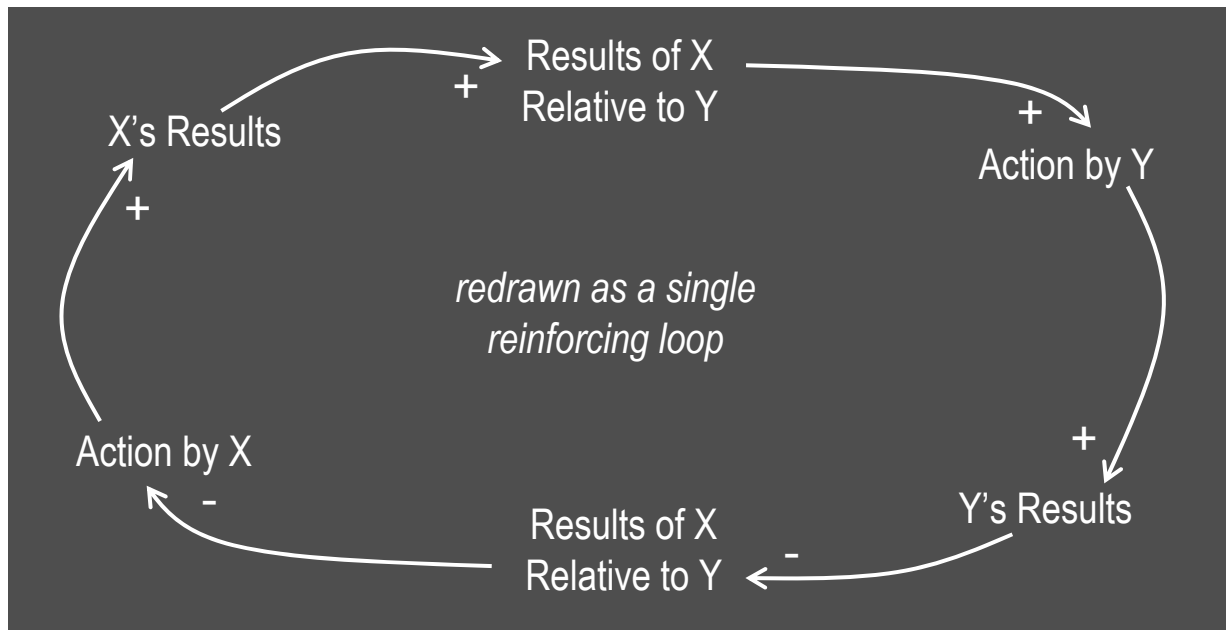 Results of X
Relative to Y
+
+
X's Results
Action by Y
+
redrawn as a single
reinforcing loop
Action by X
+
-
Y's Results
Results of X
Relative to Y
-